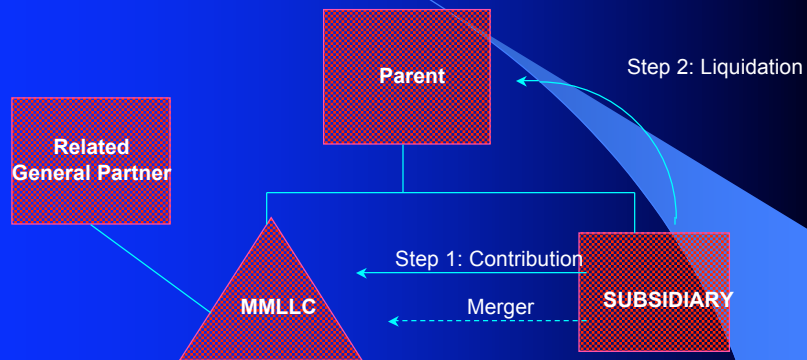 Parent
Step 2: Liquidation
Related
General Partner
Step 1: Contribution
MMLLC
Merger
SUBSIDIARY